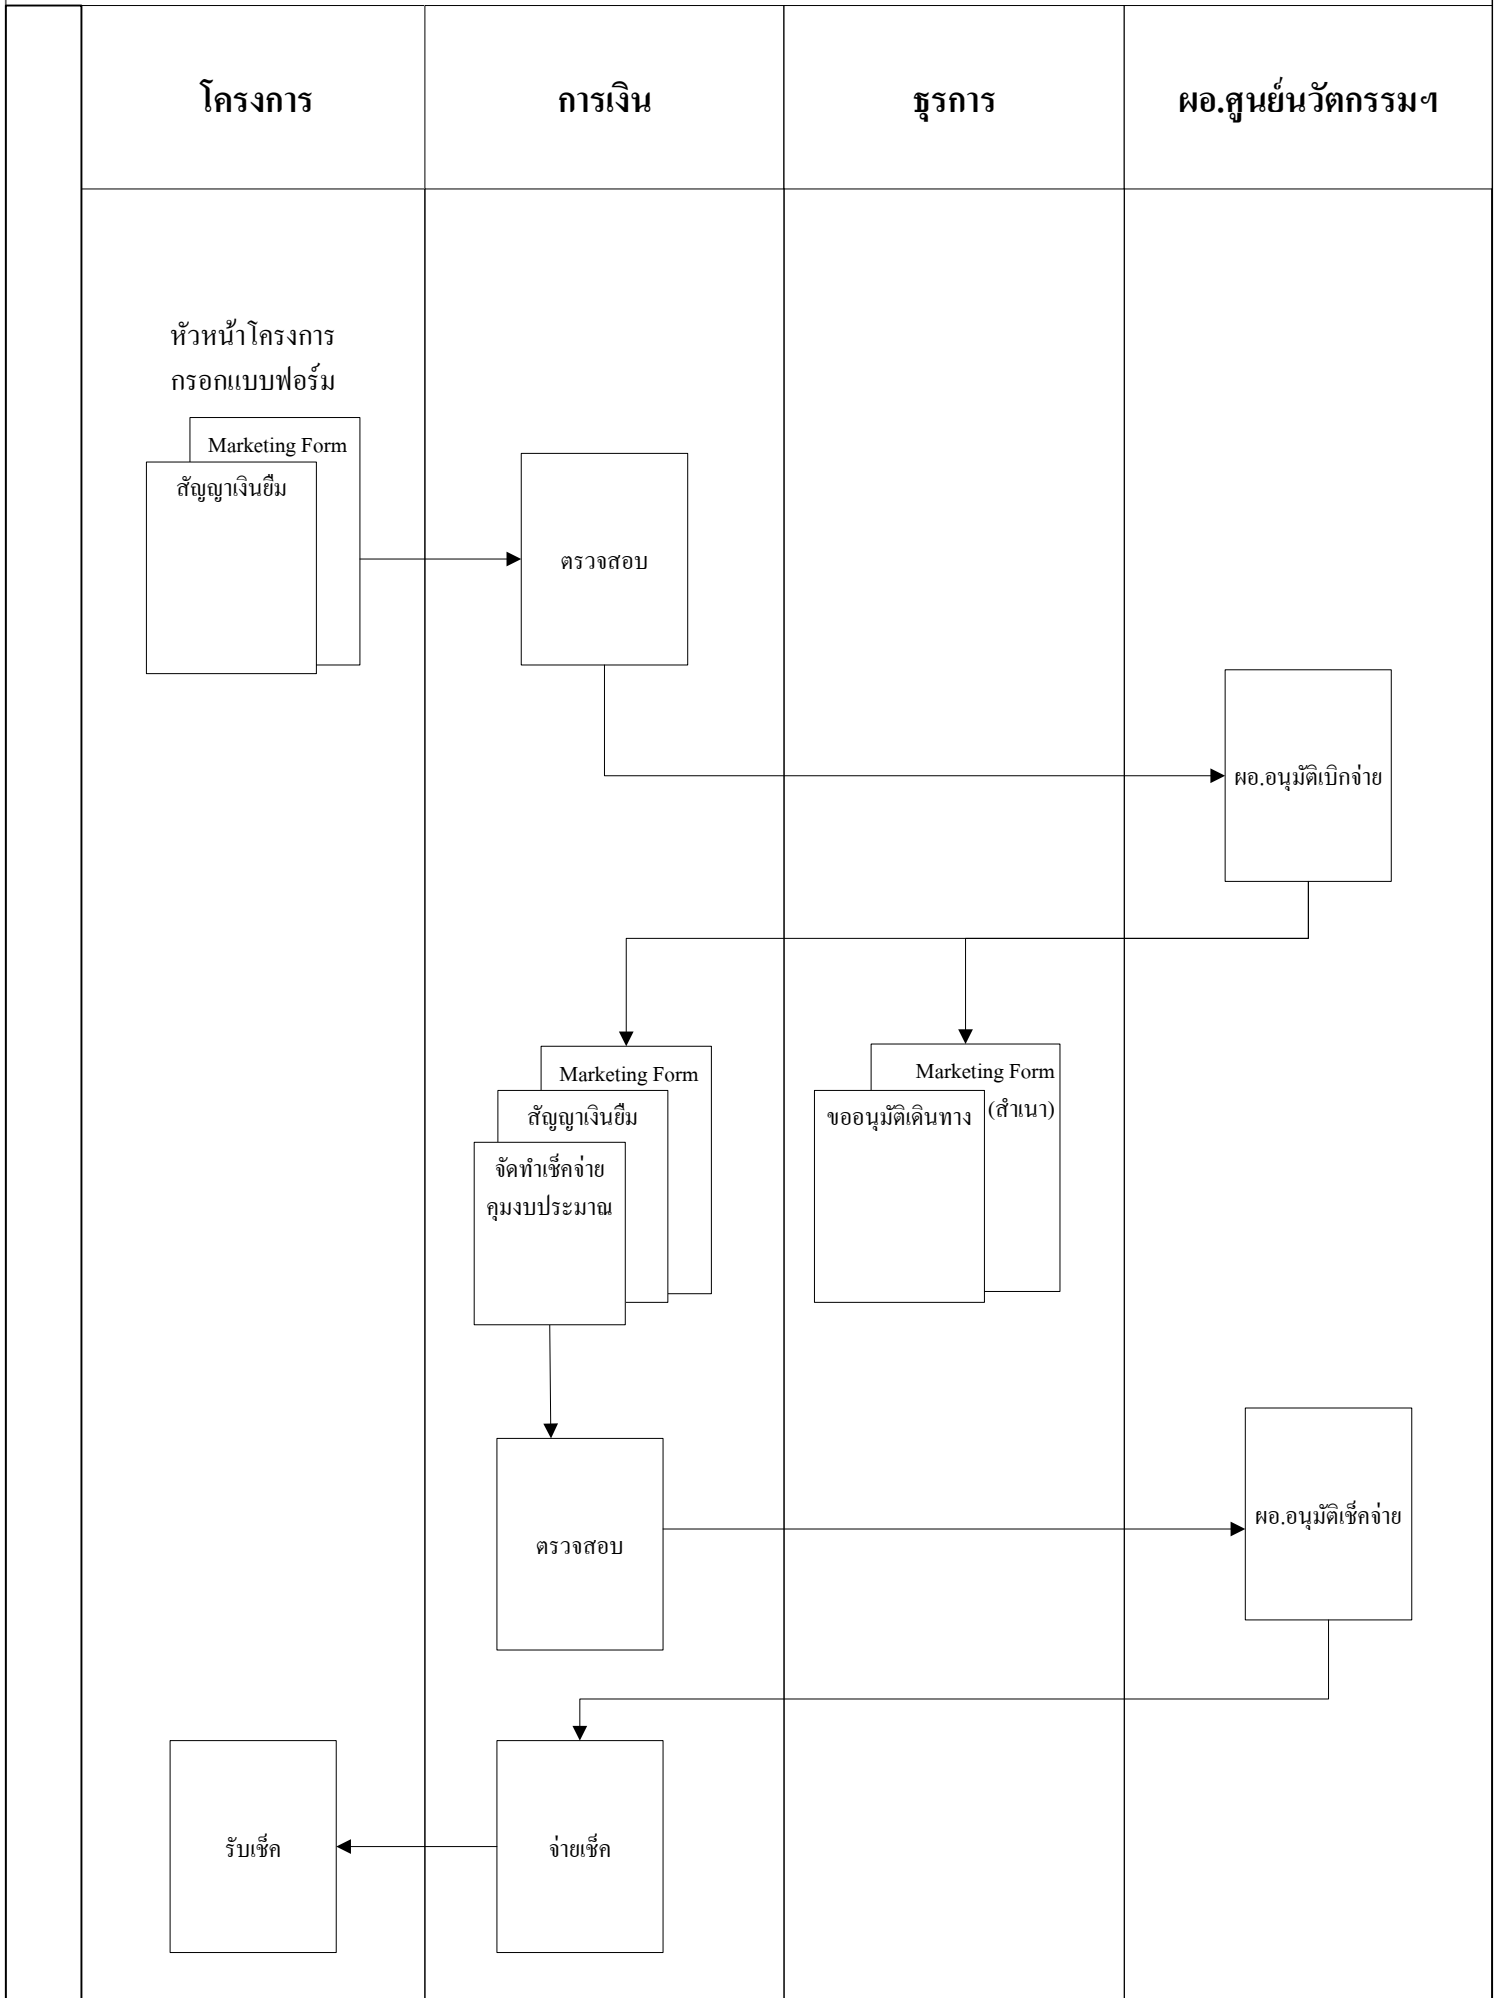 โครงการ
การเงิน
ธุรการ
ผอ.ศูนย์นวัตกรรมฯ
หัวหน้าโครงการ
กรอกแบบฟอร์ม
Marketing Form
สัญญาเงินยืม
ตรวจสอบ
ผอ.อนุมัติเบิกจ่าย
Marketing Form
สัญญาเงินยืม
จัดทำเช็คจ่าย
คุมงบประมาณ
Marketing Form
(สำเนา)
ขออนุมัติเดินทาง
ตรวจสอบ
ผอ.อนุมัติเช็คจ่าย
รับเช็ค
จ่ายเช็ค